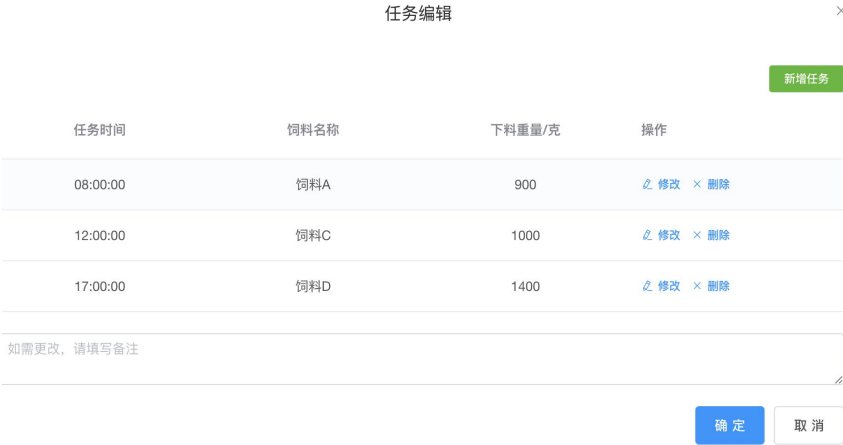 任务编辑
新增任务
任务时间 饲料名称 下料重量/克 操作
08:00:00 饲料A 900 修改 删除
12:00:00 饲料C 1000 修改 删除
17:00:00 饲料D 1400 修改 删除
如需更改，请填写备注
确 定 取 消